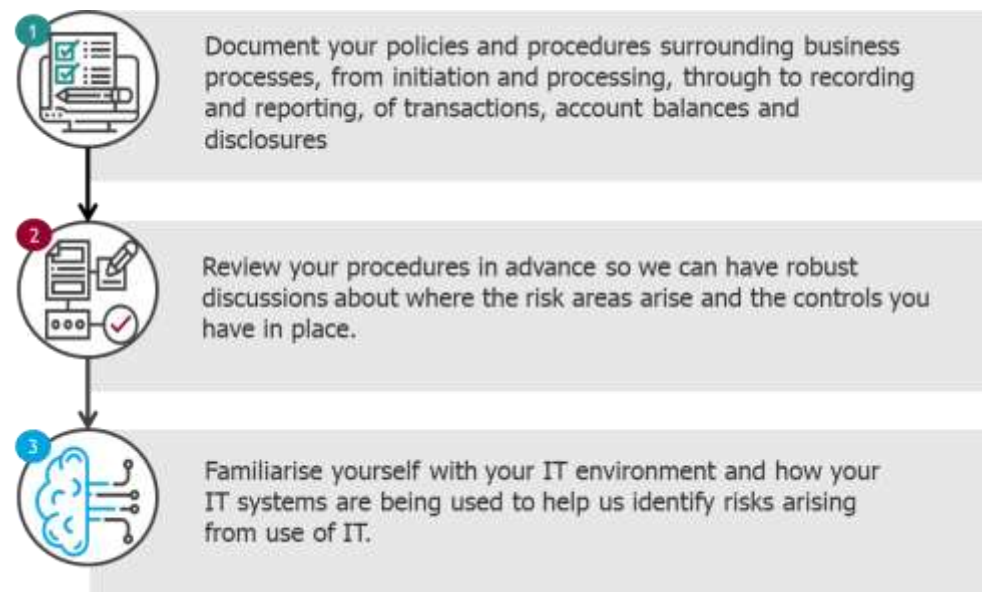 1
Document your policies and procedures surrounding business
processes, from initiation and processing, through to recording
and reporting, of transactions, account balances and
disclosures
2
Review your procedures in advance so we can have robust
discussions about where the risk areas arise and the controls you
have in place.
3
Familiarise yourself with your IT environment and how your
IT systems are being used to help us identify risks arising
from use of IT.